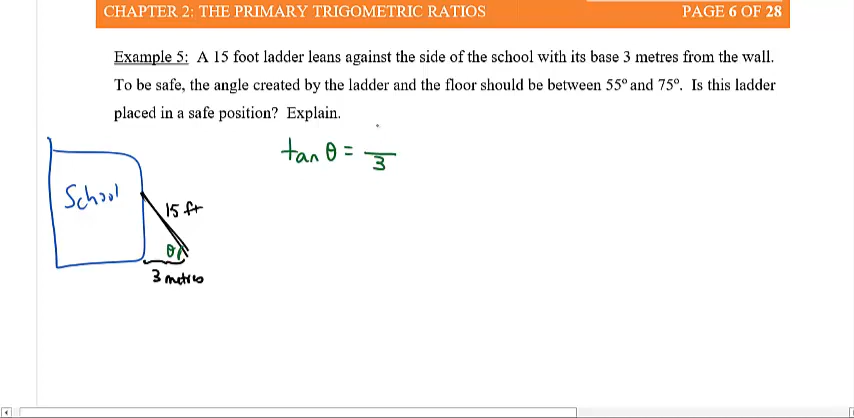 CHAPTER 2: THE PRIMARY TRIGOMETRIC RATIOS PAGE 6 OF 28
Example 5: A 15 foot ladder leans against the side of the school with its base 3 metres from the wall.
To be safe, the angle created by the ladder and the floor should be between 55º and 75º. Is this ladder
placed in a safe position? Explain.
tan θ = — 3
School
15 ft
θ
3 metres